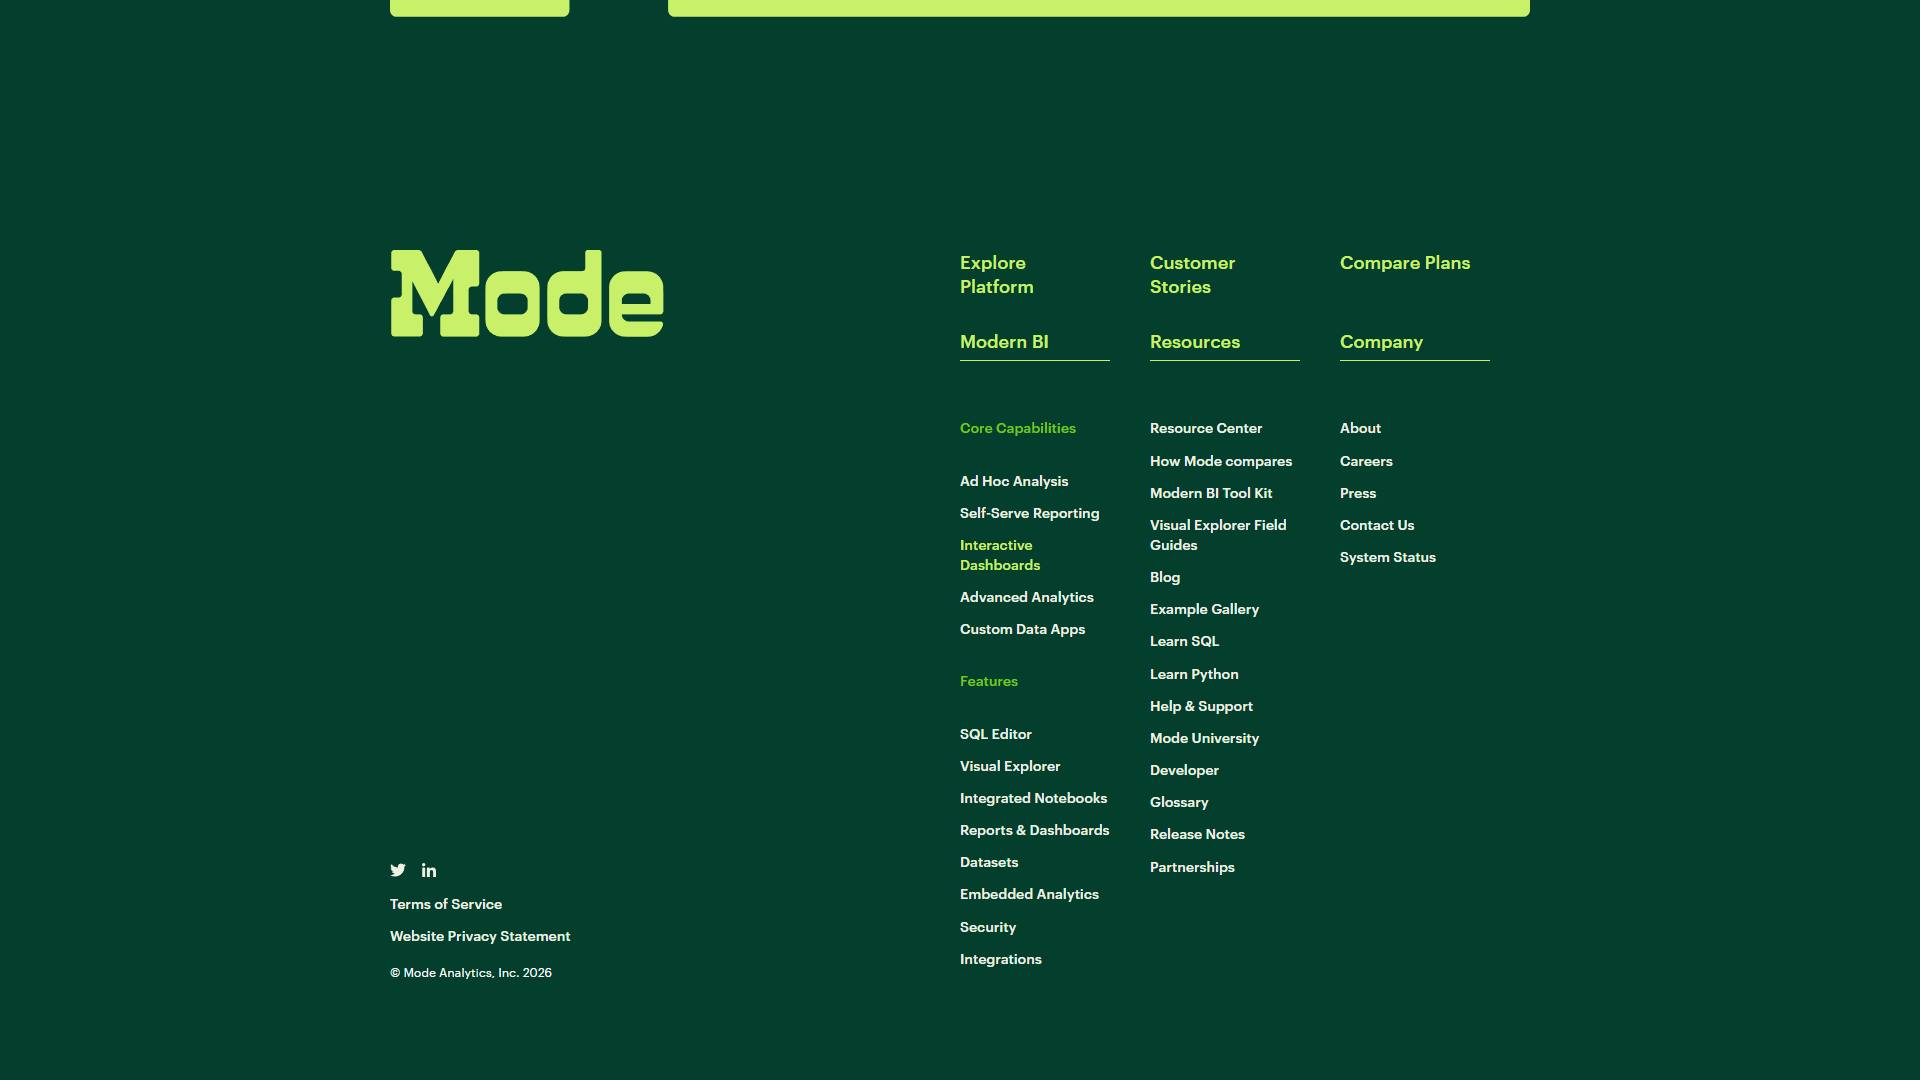 Mode
Explore
Platform
Customer
Stories
Compare Plans
Modern BI
Core Capabilities
Ad Hoc Analysis
Self-Serve Reporting
Interactive
Dashboards
Advanced Analytics
Custom Data Apps
Features
SQL Editor
Visual Explorer
Integrated Notebooks
Reports & Dashboards
Datasets
Embedded Analytics
Security
Integrations
Resources
Resource Center
How Mode compares
Modern BI Tool Kit
Visual Explorer Field
Guides
Blog
Example Gallery
Learn SQL
Learn Python
Help & Support
Mode University
Developer
Glossary
Release Notes
Partnerships
Company
About
Careers
Press
Contact Us
System Status
Terms of Service
Website Privacy Statement
© Mode Analytics, Inc. 2026